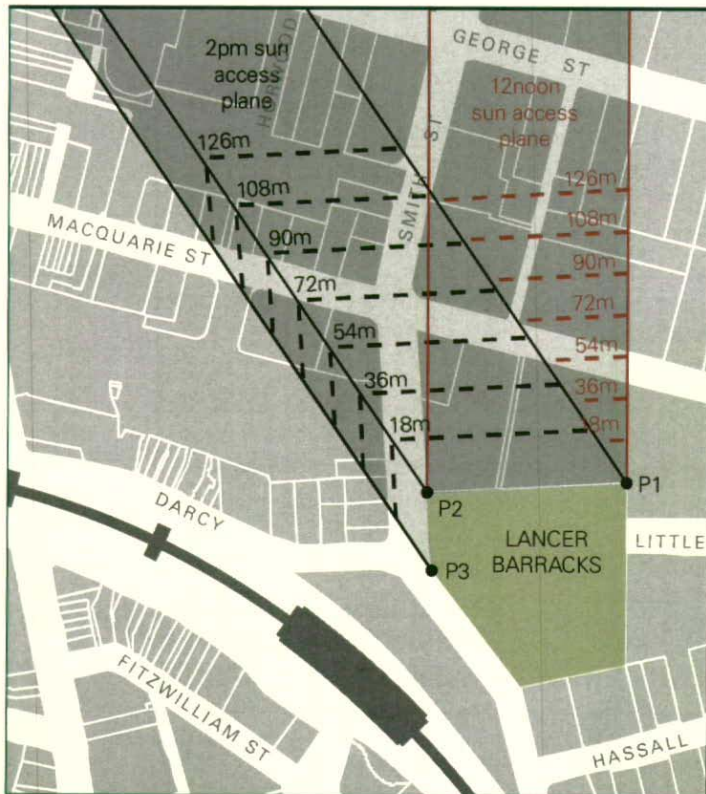 GEORGE ST
2pm sun
access
plane
12noon
sun access
plane
SMITH ST
126m
126m
108m
108m
90m
90m
MACQUARIE ST
72m
72m
54m
54m
36m
36m
18m
18m
P1
P2
DARCY
LANCER
BARRACKS
LITTLE
P3
FITZWILLIAM ST
HASSALL